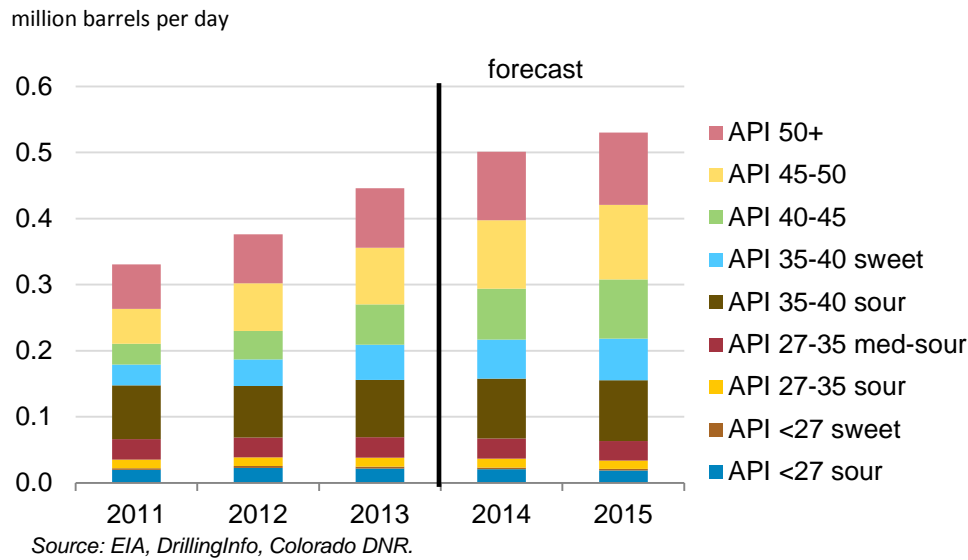 million barrels per day
forecast
0.6
0.5
0.4
0.3
0.2
0.1
0.0
2011 2012 2013 2014 2015
API 50+
API 45-50
API 40-45
API 35-40 sweet
API 35-40 sour
API 27-35 med-sour
API 27-35 sour
API <27 sweet
API <27 sour
Source: EIA, DrillingInfo, Colorado DNR.